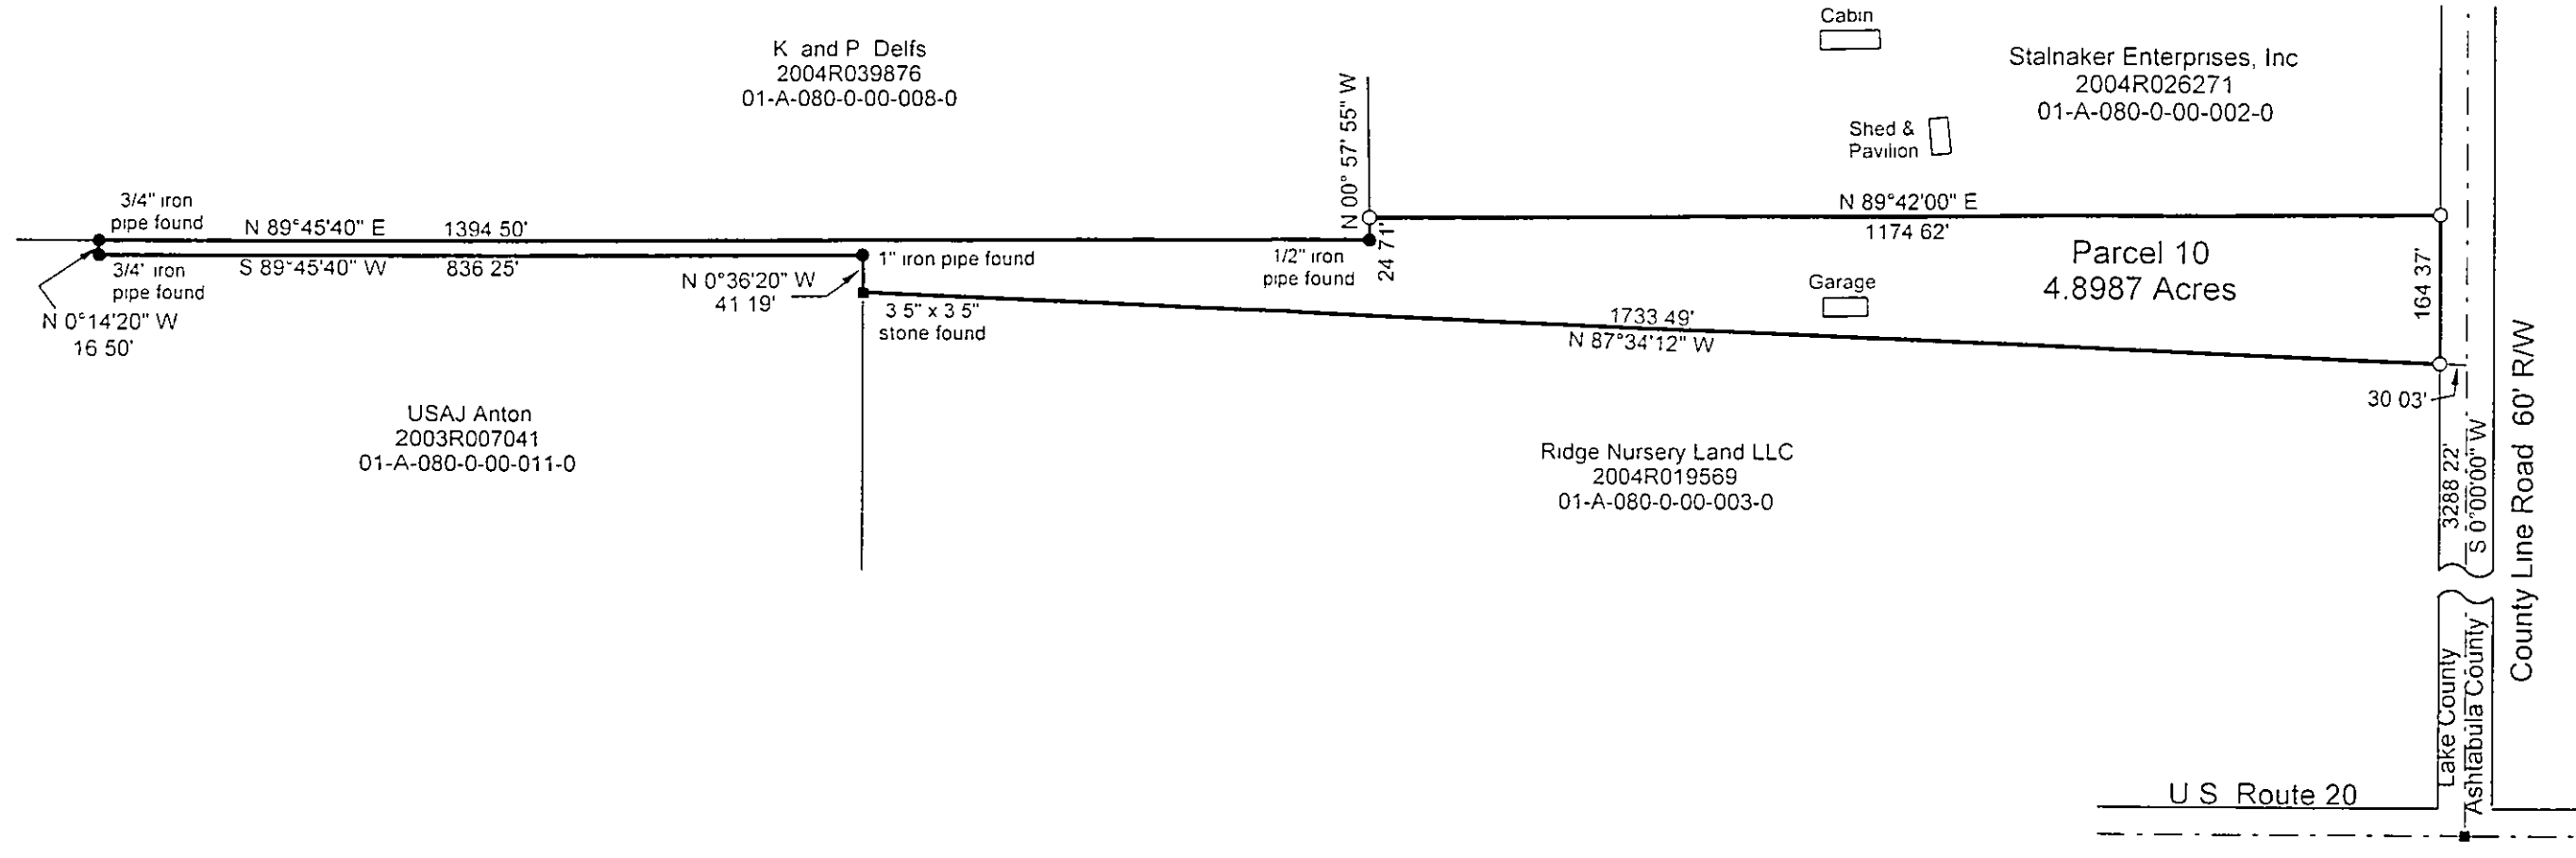 Cabin
K and P Delfs
2004R039876
01-A-080-0-00-008-0
Stalnaker Enterprises, Inc
2004R026271
01-A-080-0-00-002-0
Shed &
Pavilion
N 00° 57' 55" W
24 71'
3/4" iron
pipe found
N 89°45'40" E
1394 50'
N 89°42'00" E
1174 62'
Parcel 10
4.8987 Acres
164 37'
3/4' iron
pipe found
S 89°45'40" W
836 25'
1" iron pipe found
1/2" iron
pipe found
N 0°36'20" W
41 19'
Garage
N 0°14'20" W
16 50'
3 5" x 3 5"
stone found
1733 49'
N 87°34'12" W
30 03'
USAJ Anton
2003R007041
01-A-080-0-00-011-0
Ridge Nursery Land LLC
2004R019569
01-A-080-0-00-003-0
3288 22'
S 0°00'00" W
County Line Road 60' R/W
Lake County
Ashtabula County
U S Route 20